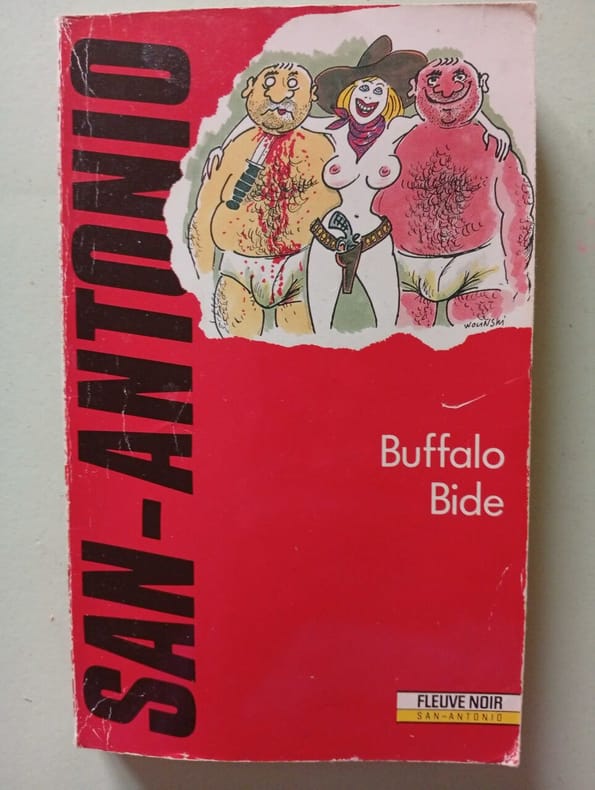 SAN-ANTONIO
WOLINSKI
Buffalo
Bide
FLEUVE NOIR
SAN-ANTONIO